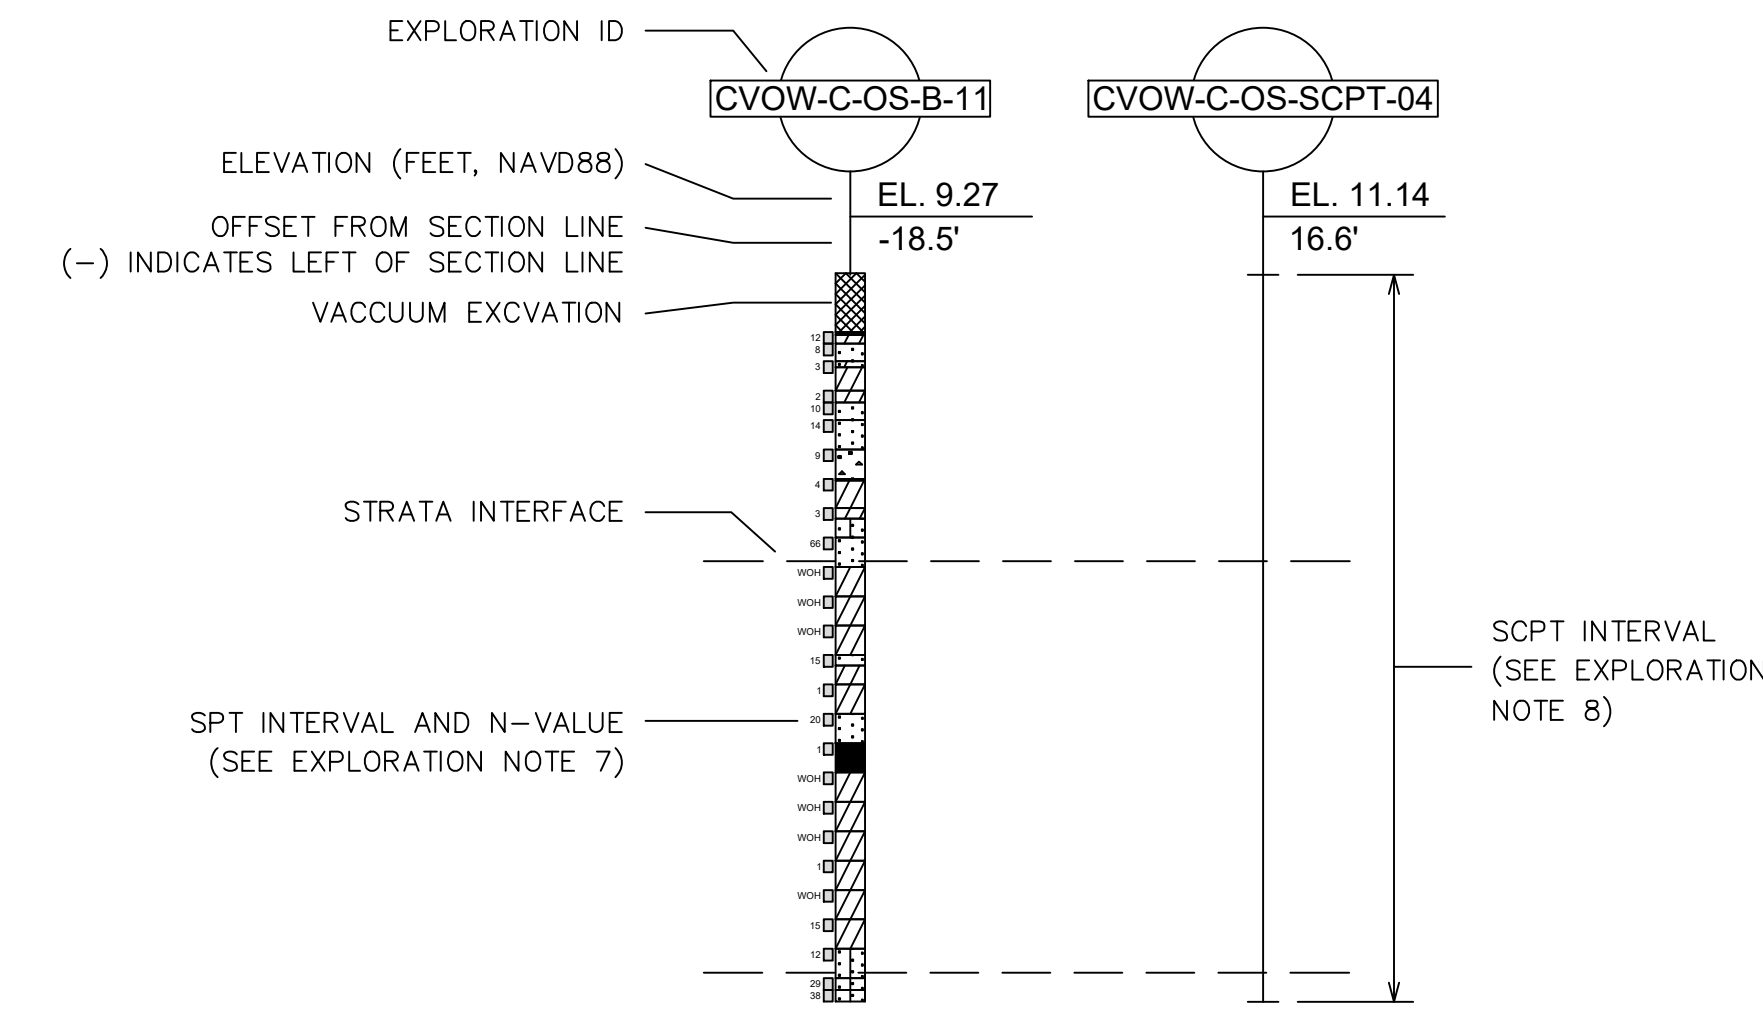 EXPLORATION ID
CVOW-C-OS-B-11
CVOW-C-OS-SCPT-04
ELEVATION (FEET, NAVD88)
EL. 9.27
EL. 11.14
OFFSET FROM SECTION LINE
(-) INDICATES LEFT OF SECTION LINE
-18.5'
16.6'
VACCUUM EXCVATION
12
8
3
2
10
14
9
4
3
STRATA INTERFACE
66
WOH
WOH
WOH
15
1
SPT INTERVAL AND N-VALUE
(SEE EXPLORATION NOTE 7)
20
1
WOH
WOH
WOH
1
WOH
15
12
29
38
SCPT INTERVAL
(SEE EXPLORATION
NOTE 8)